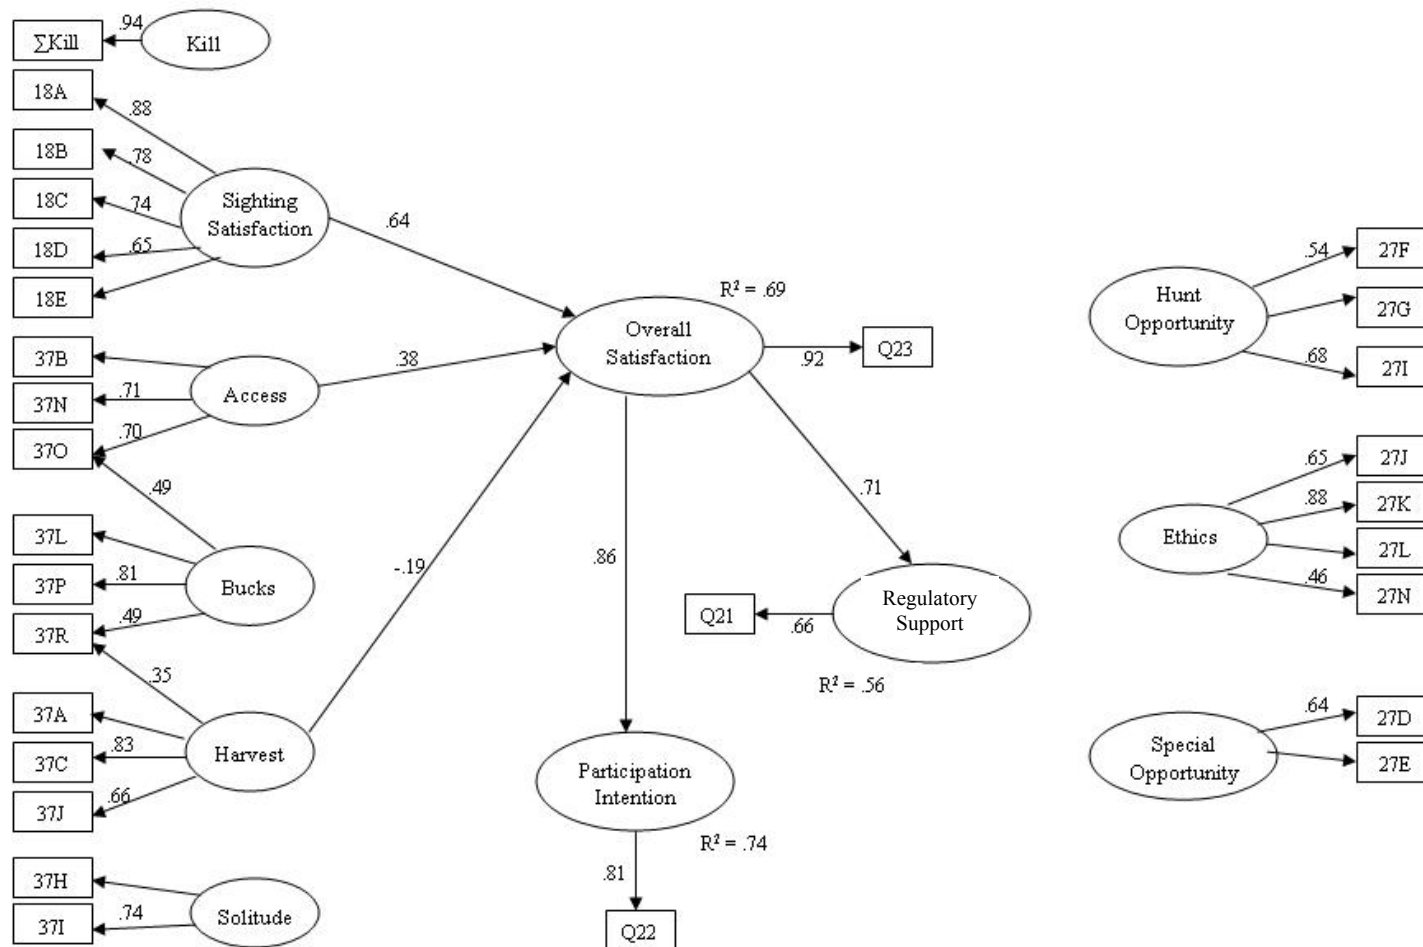 ∑Kill
.94
Kill
18A
.88
18B
.78
18C
.74
18D
.65
18E
Sighting
Satisfaction
.64
37B
37N
.71
37O
.70
Access
.38
.49
37L
37P
.81
37R
.49
Bucks
.35
-.19
37A
37C
.83
37J
.66
Harvest
37H
37I
.74
Solitude
R² = .69
Overall
Satisfaction
.92
Q23
.86
.71
Q21
.66
Regulatory
Support
R² = .56
Participation
Intention
R² = .74
.81
Q22
Hunt
Opportunity
.54
27F
27G
.68
27I
Ethics
.65
27J
.88
27K
27L
.46
27N
Special
Opportunity
.64
27D
27E